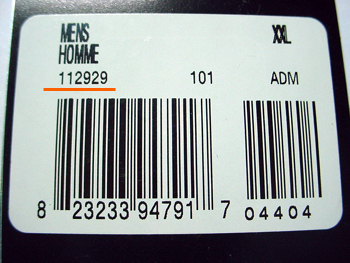 MENS XXL
HOMME
112929 101 ADM
8 23233 94791 7 04404